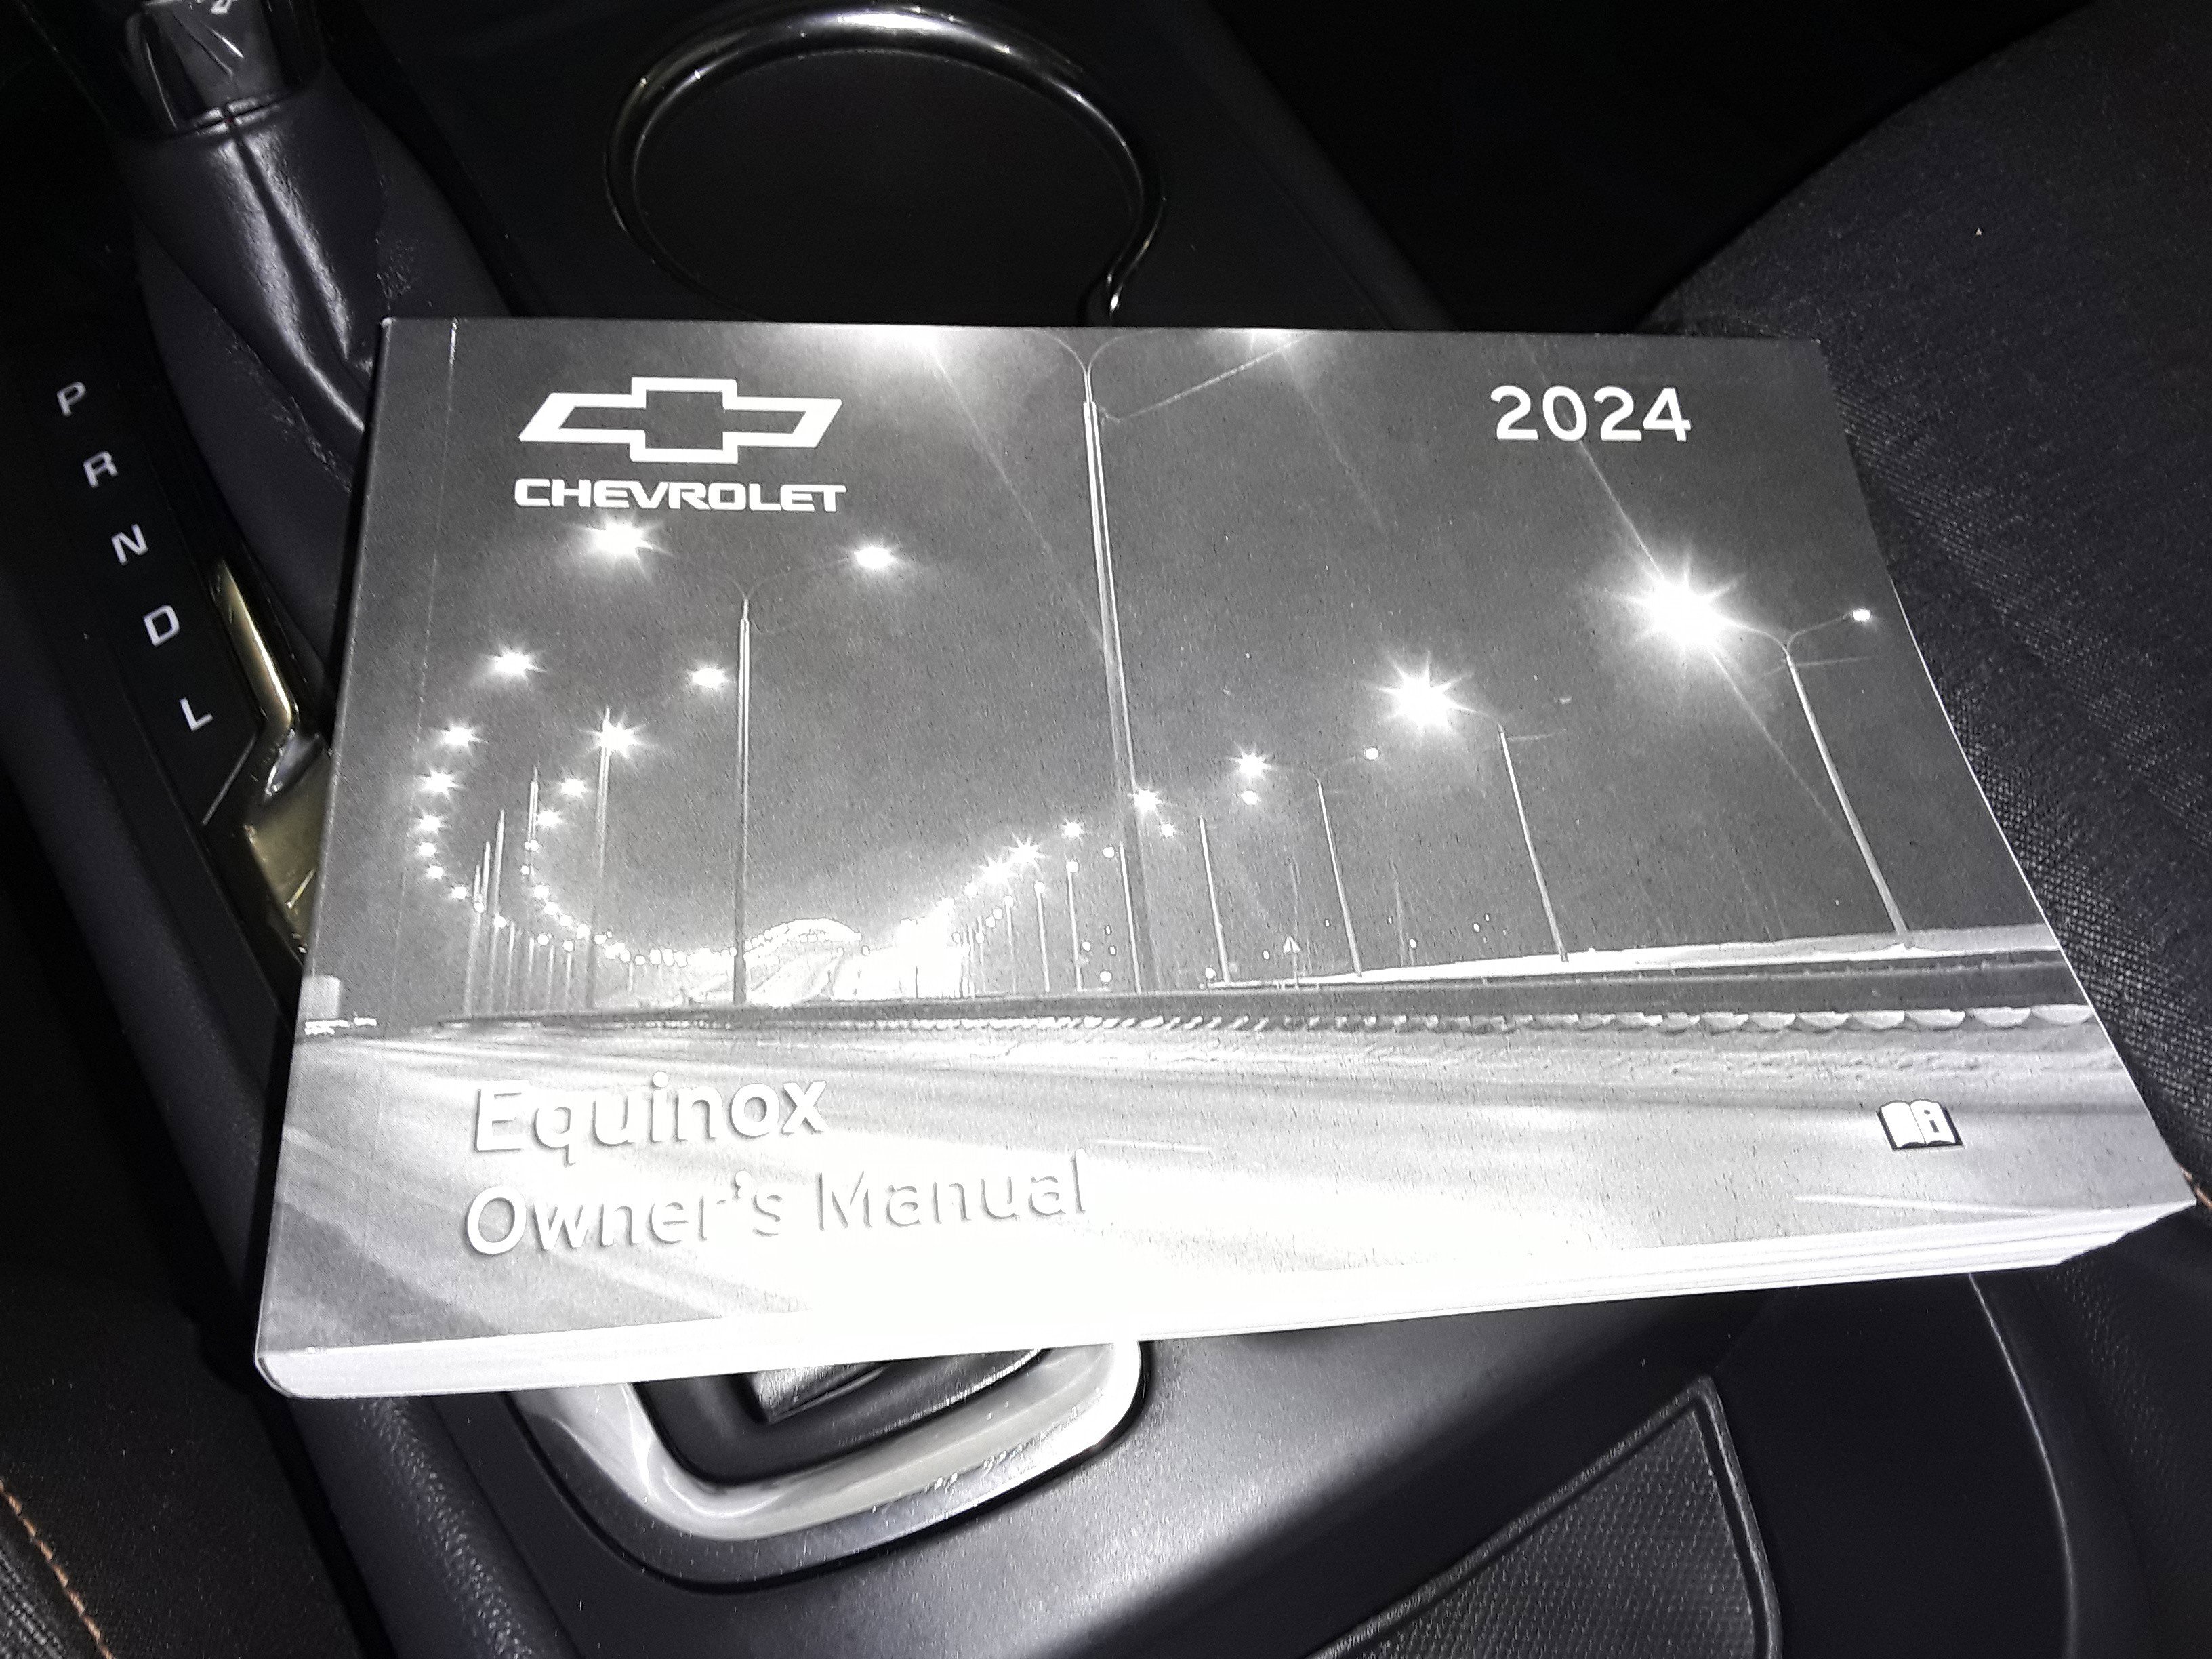 CHEVROLET
2024
Equinox
Owner's Manual
P
R
N
D
L